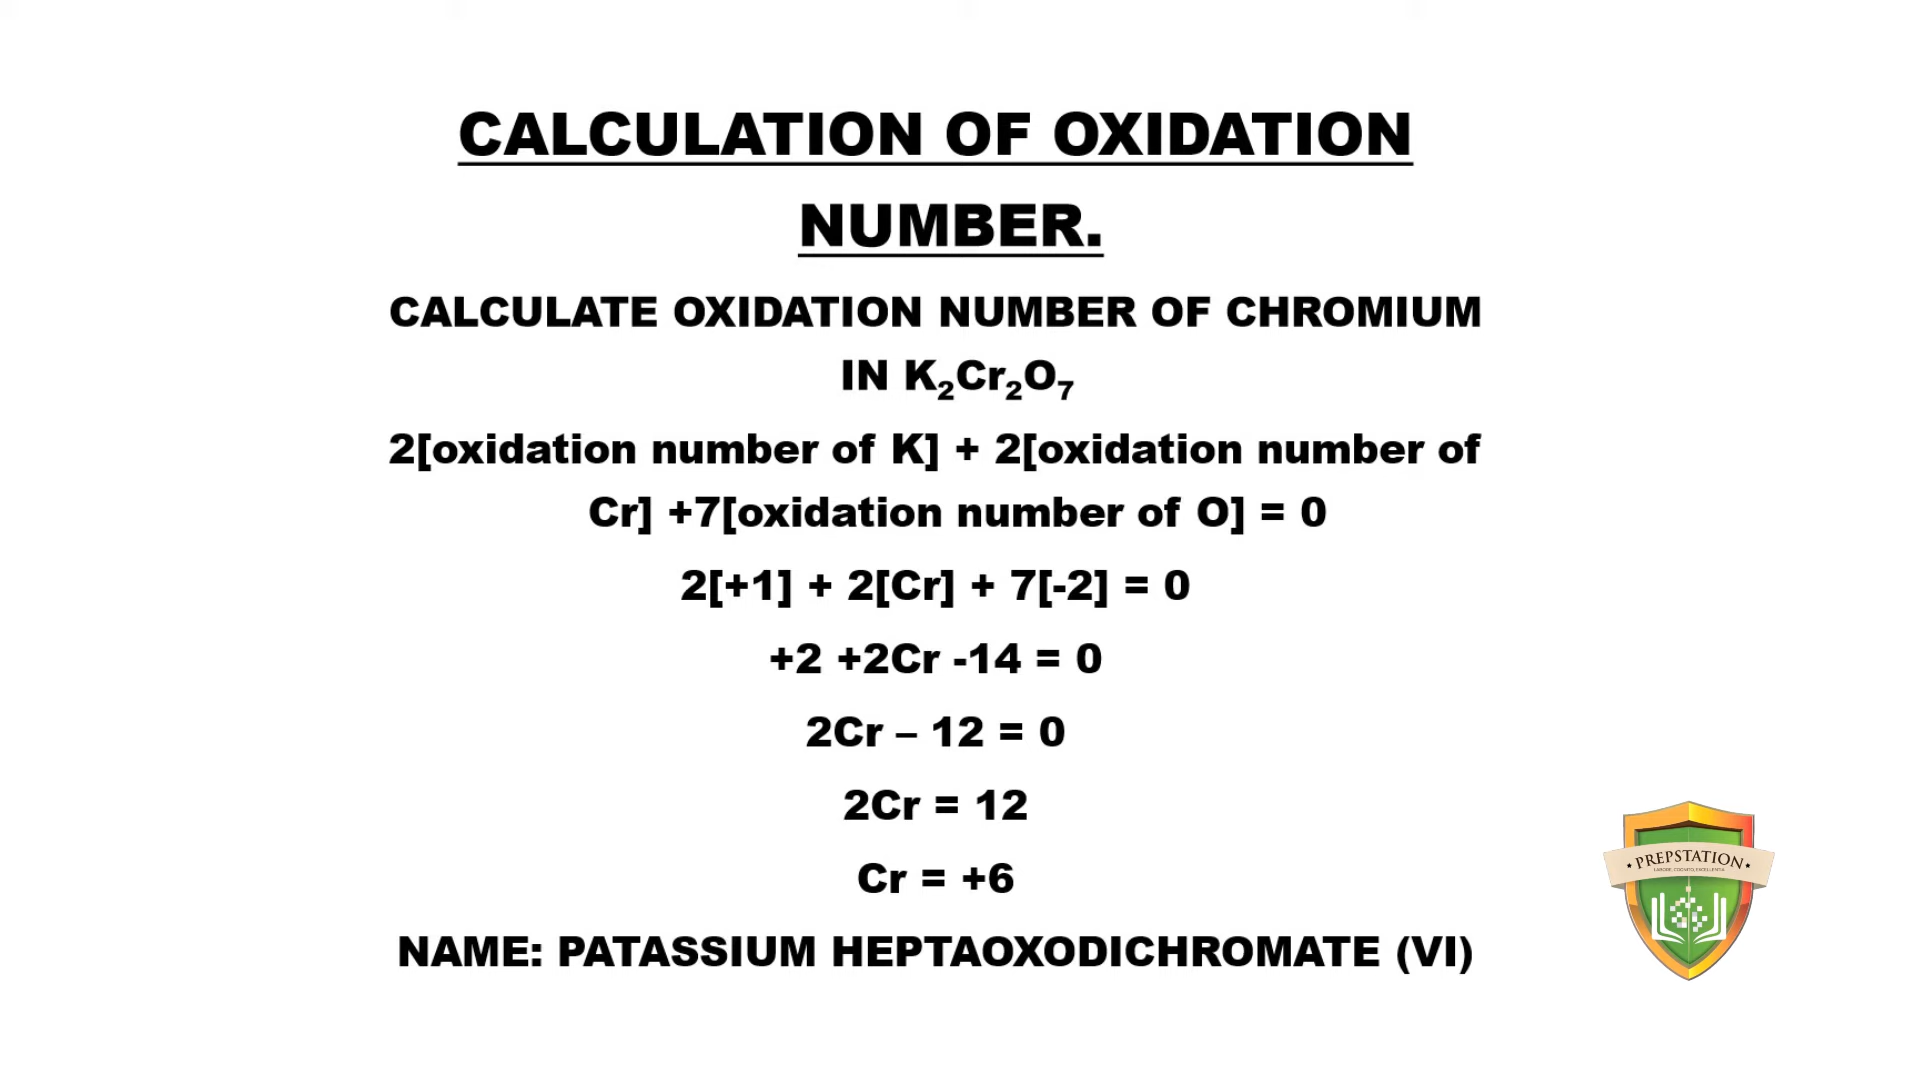 CALCULATION OF OXIDATION
NUMBER.
CALCULATE OXIDATION NUMBER OF CHROMIUM
IN K₂Cr₂O₇
2[oxidation number of K] + 2[oxidation number of
Cr] +7[oxidation number of O] = 0
2[+1] + 2[Cr] + 7[-2] = 0
+2 +2Cr -14 = 0
2Cr – 12 = 0
2Cr = 12
Cr = +6
NAME: PATASSIUM HEPTAOXODICHROMATE (VI)
PREPSTATION